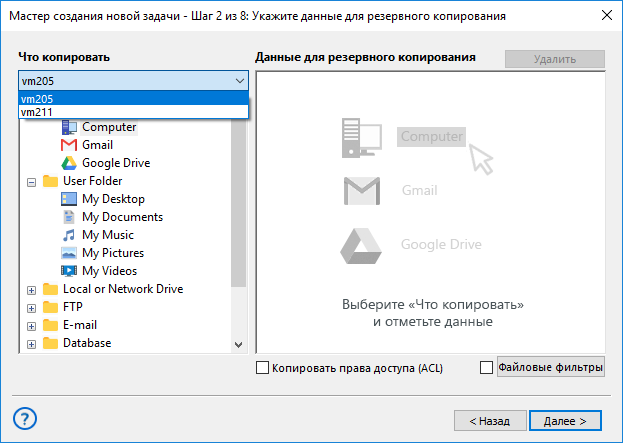 Мастер создания новой задачи - Шаг 2 из 8: Укажите данные для резервного копирования
Что копировать
vm205
vm205
vm211
Computer
Gmail
Google Drive
User Folder
My Desktop
My Documents
My Music
My Pictures
My Videos
Local or Network Drive
FTP
E-mail
Database
Данные для резервного копирования
Удалить
Computer
Gmail
Google Drive
Выберите «Что копировать»
и отметьте данные
Копировать права доступа (ACL)
Файловые фильтры
?
< Назад
Далее >